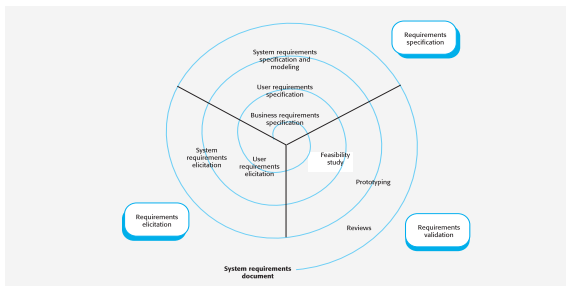 Requirements
specification
System requirements
specification and
modeling
User requirements
specification
Business requirements
specification
System
requirements
elicitation
User
requirements
elicitation
Feasibility
study
Prototyping
Requirements
elicitation
Reviews
Requirements
validation
System requirements
document